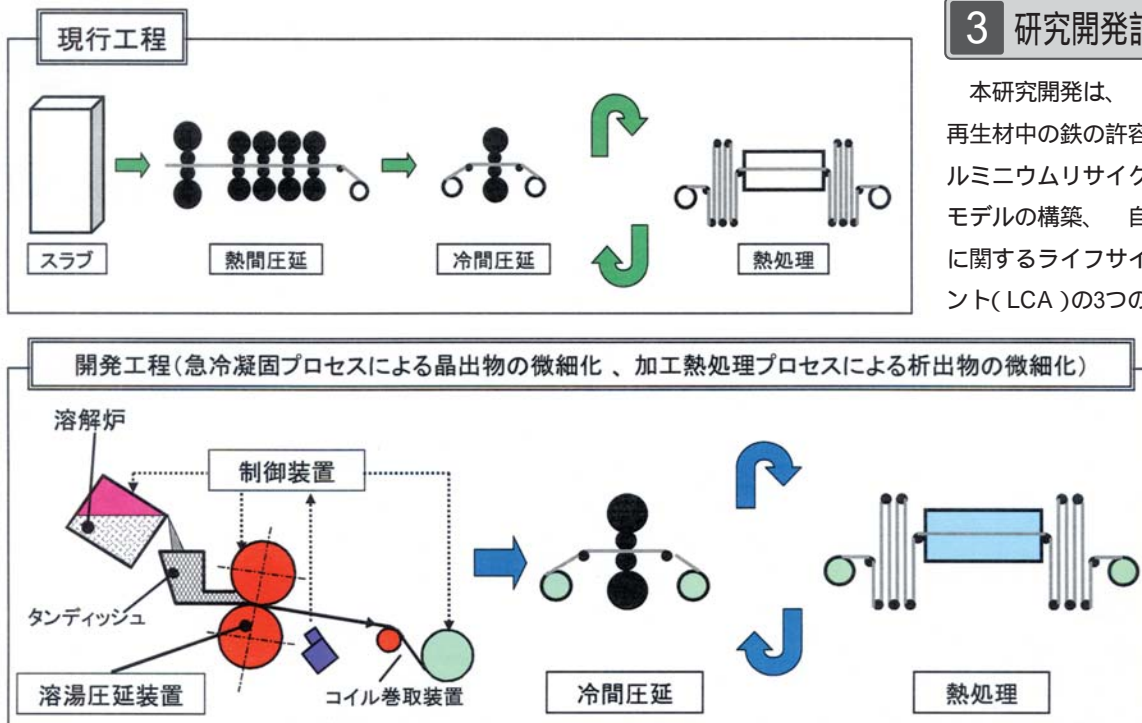 現行工程
スラブ
熱間圧延
冷間圧延
熱処理
3 研究開発
本研究開発は、
再生材中の鉄の許容
ルミニウムリサイク
モデルの構築、 自
に関するライフサイ
ント(LCA)の3つの
開発工程(急冷凝固プロセスによる晶出物の微細化、加工熱処理プロセスによる析出物の微細化)
溶解炉
制御装置
タンディッシュ
溶湯圧延装置
コイル巻取装置
冷間圧延
熱処理